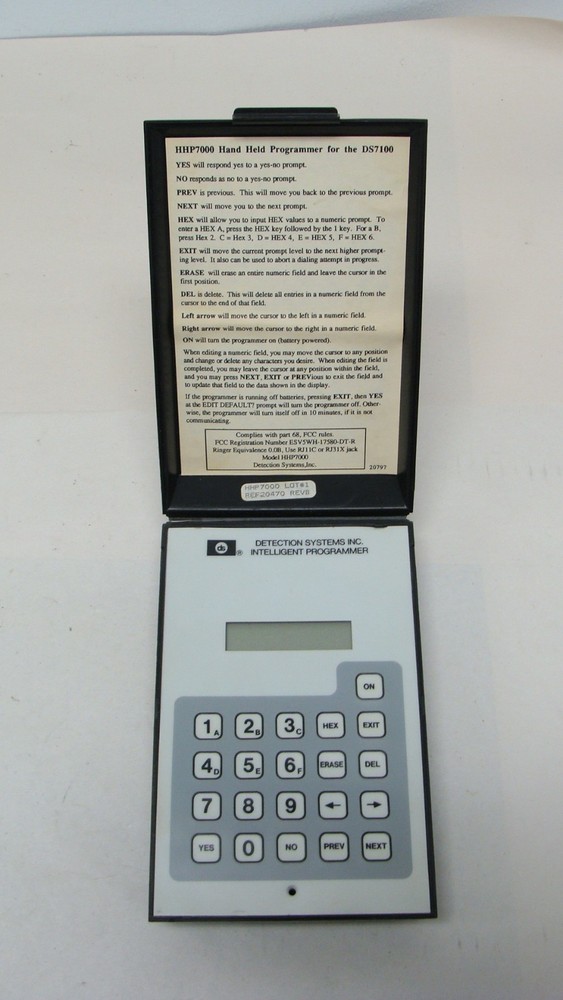 HHP7000 Hand Held Programmer for the DS7100
YES will respond yes to a yes-no prompt.
NO responds as no to a yes-no prompt.
PREV is previous. This will move you back to the previous prompt.
NEXT will move you to the next prompt.
HEX will allow you to input HEX values to a numeric prompt. To
enter a HEX A, press the HEX key followed by the 1 key. For a B,
press Hex 2. C = Hex 3, D = HEX 4, E = HEX 5, F = HEX 6.
EXIT will move the current prompt level to the next higher prompt-
ing level. It also can be used to abort a dialing attempt in progress.
ERASE will erase an entire numeric field and leave the cursor in the
first position.
DEL is delete. This will delete all entries in a numeric field from the
cursor to the end of that field.
Left arrow will move the cursor to the left in a numeric field.
Right arrow will move the cursor to the right in a numeric field.
ON will turn the programmer on (battery powered).
When editing a numeric field, you may move the cursor to any position
and change or delete any characters you desire. When editing the field is
completed, you may leave the cursor at any position within the field,
and you may press NEXT, EXIT or PREVious to exit the field and
to update that field to the data shown in the display.
If the programmer is running off batteries, pressing EXIT, then YES
at the EDIT DEFAULT? prompt will turn the programmer off. Other-
wise, the programmer will turn itself off in 10 minutes, if it is not
communicating.
Complies with part 68, FCC rules
FCC Registration Number ESV5WH-17580-DT-R
Ringer Equivalence 0.0B, Use RJ11C or RJ31X jack
Model HHP7000
Detection Systems,Inc.
20797
HHP7000 LOT#1
REF20470 REVB
ds ® DETECTION SYSTEMS INC.
INTELLIGENT PROGRAMMER
ON
1A 2B 3C HEX EXIT
4D 5E 6F ERASE DEL
7 8 9 ← →
YES 0 NO PREV NEXT